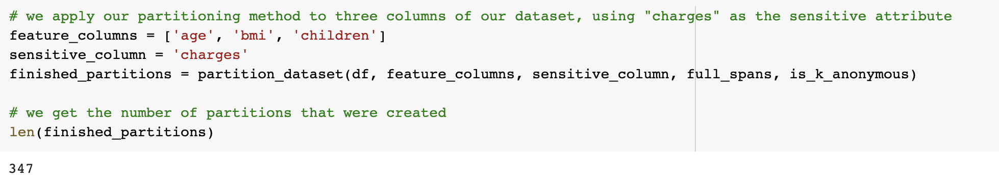 # we apply our partitioning method to three columns of our dataset, using "charges" as the sensitive attribute
feature_columns = ['age', 'bmi', 'children']
sensitive_column = 'charges'
finished_partitions = partition_dataset(df, feature_columns, sensitive_column, full_spans, is_k_anonymous)
# we get the number of partitions that were created
len(finished_partitions)
347